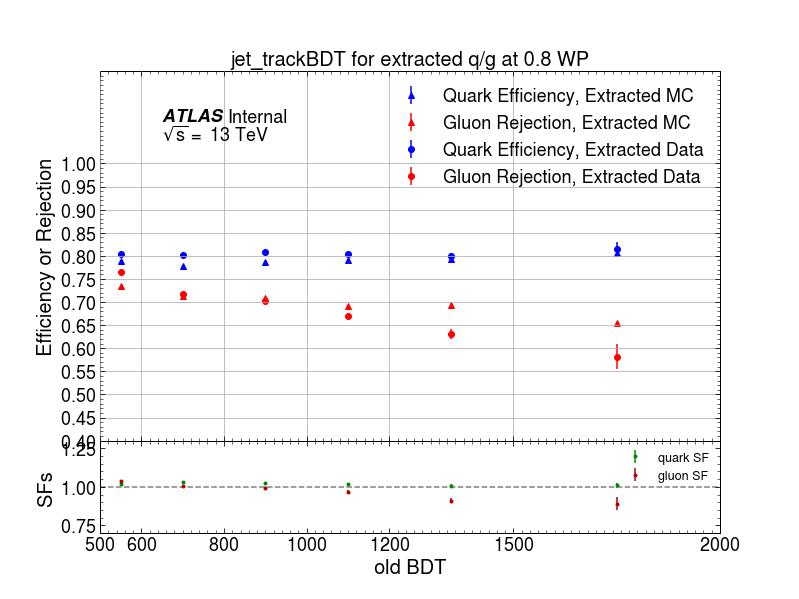 jet_trackBDT for extracted q/g at 0.8 WP
ATLAS Internal
√s = 13 TeV
Quark Efficiency, Extracted MC
Gluon Rejection, Extracted MC
Quark Efficiency, Extracted Data
Gluon Rejection, Extracted Data
Efficiency or Rejection
1.00
0.95
0.90
0.85
0.80
0.75
0.70
0.65
0.60
0.55
0.50
0.45
0.40
SFs
1.25
1.00
0.75
quark SF
gluon SF
500 600 800 1000 1200 1500 2000
old BDT